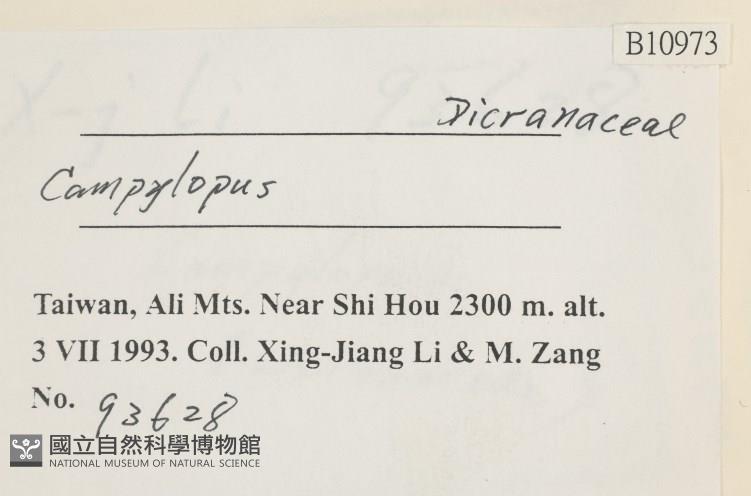 B10973
Dicranaceae
Campylopus
Taiwan, Ali Mts. Near Shi Hou 2300 m. alt.
3 VII 1993. Coll. Xing-Jiang Li & M. Zang
No. 93628
國立自然科學博物館
NATIONAL MUSEUM OF NATURAL SCIENCE